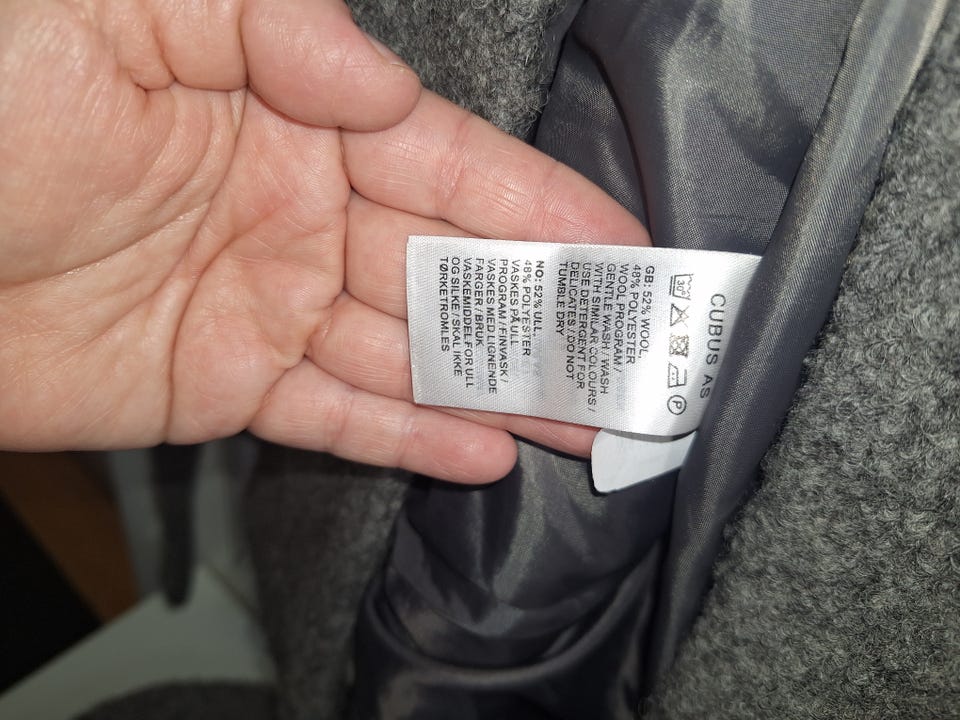 CUBUS AS
30° P
GB: 52% WOOL,
48% POLYESTER
WOOL PROGRAM /
GENTLE WASH / WASH
WITH SIMILAR COLOURS /
USE DETERGENT FOR
DELICATES / DO NOT
TUMBLE DRY
NO: 52% ULL,
48% POLYESTER
VASKES PÅ ULL
PROGRAM / FINVASK /
VASKES MED LIGNENDE
FARGER / BRUK
VASKEMIDDEL FOR ULL
OG SILKE / SKAL IKKE
TØRKETROMLES